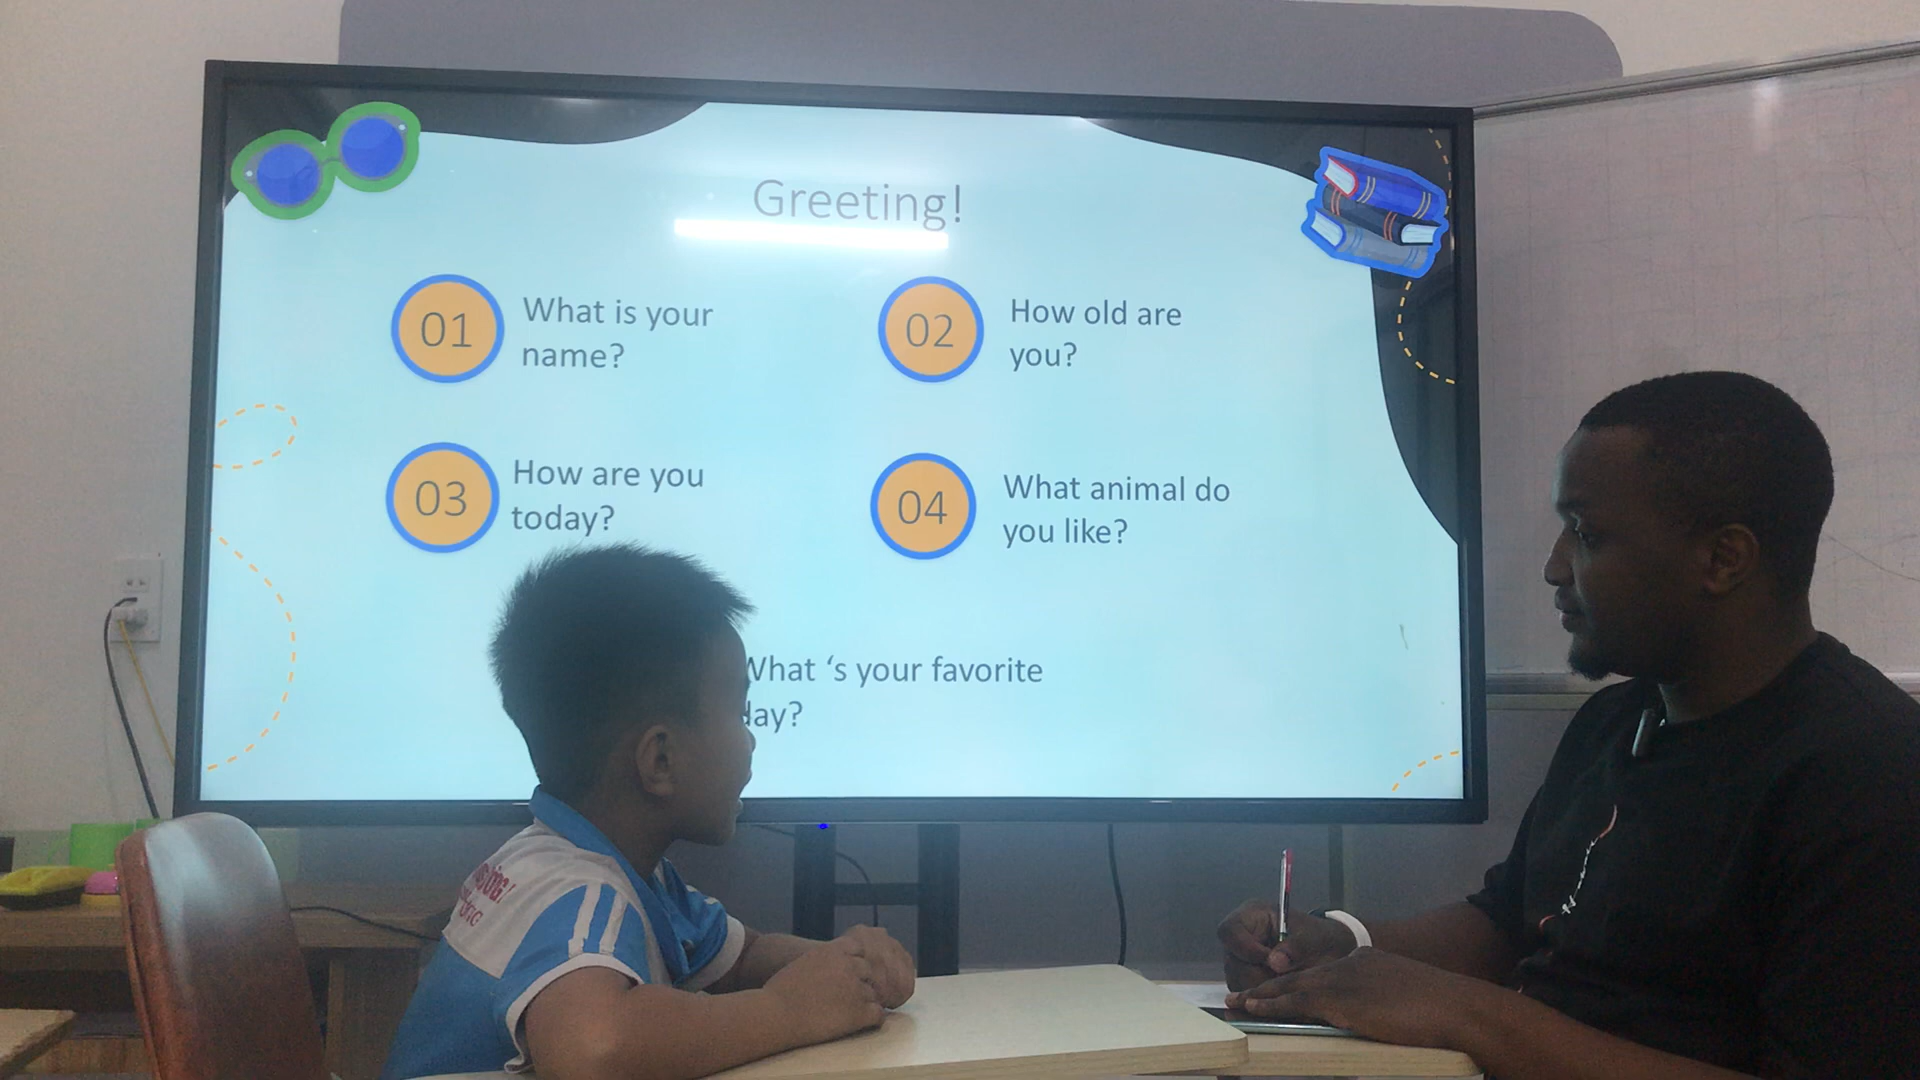 Greeting!
01
What is your
name?
02
How old are
you?
03
How are you
today?
04
What animal do
you like?
What ‘s your favorite
day?